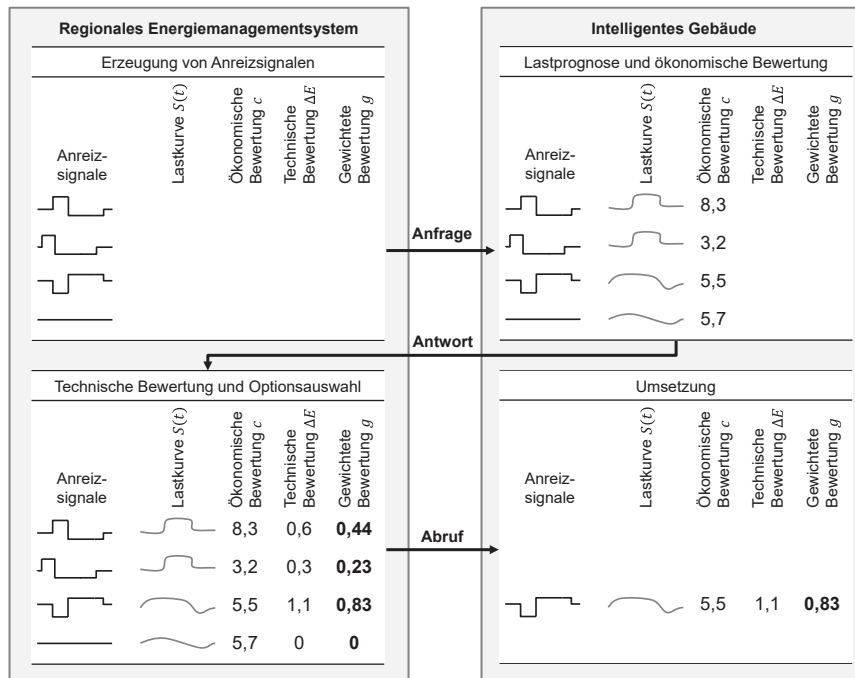 Regionales Energiemanagementsystem
Erzeugung von Anreizsignalen
Anreiz-
signale
Lastkurve S(t)
Ökonomische
Bewertung c
Technische
Bewertung ΔE
Gewichtete
Bewertung g
Anfrage
Intelligentes Gebäude
Lastprognose und ökonomische Bewertung
Anreiz-
signale
Lastkurve S(t)
Ökonomische
Bewertung c
Technische
Bewertung ΔE
Gewichtete
Bewertung g
8,3
3,2
5,5
5,7
Antwort
Technische Bewertung und Optionsauswahl
Anreiz-
signale
Lastkurve S(t)
Ökonomische
Bewertung c
Technische
Bewertung ΔE
Gewichtete
Bewertung g
8,3 0,6 0,44
3,2 0,3 0,23
5,5 1,1 0,83
5,7 0 0
Abruf
Umsetzung
Anreiz-
signale
Lastkurve S(t)
Ökonomische
Bewertung c
Technische
Bewertung ΔE
Gewichtete
Bewertung g
5,5 1,1 0,83